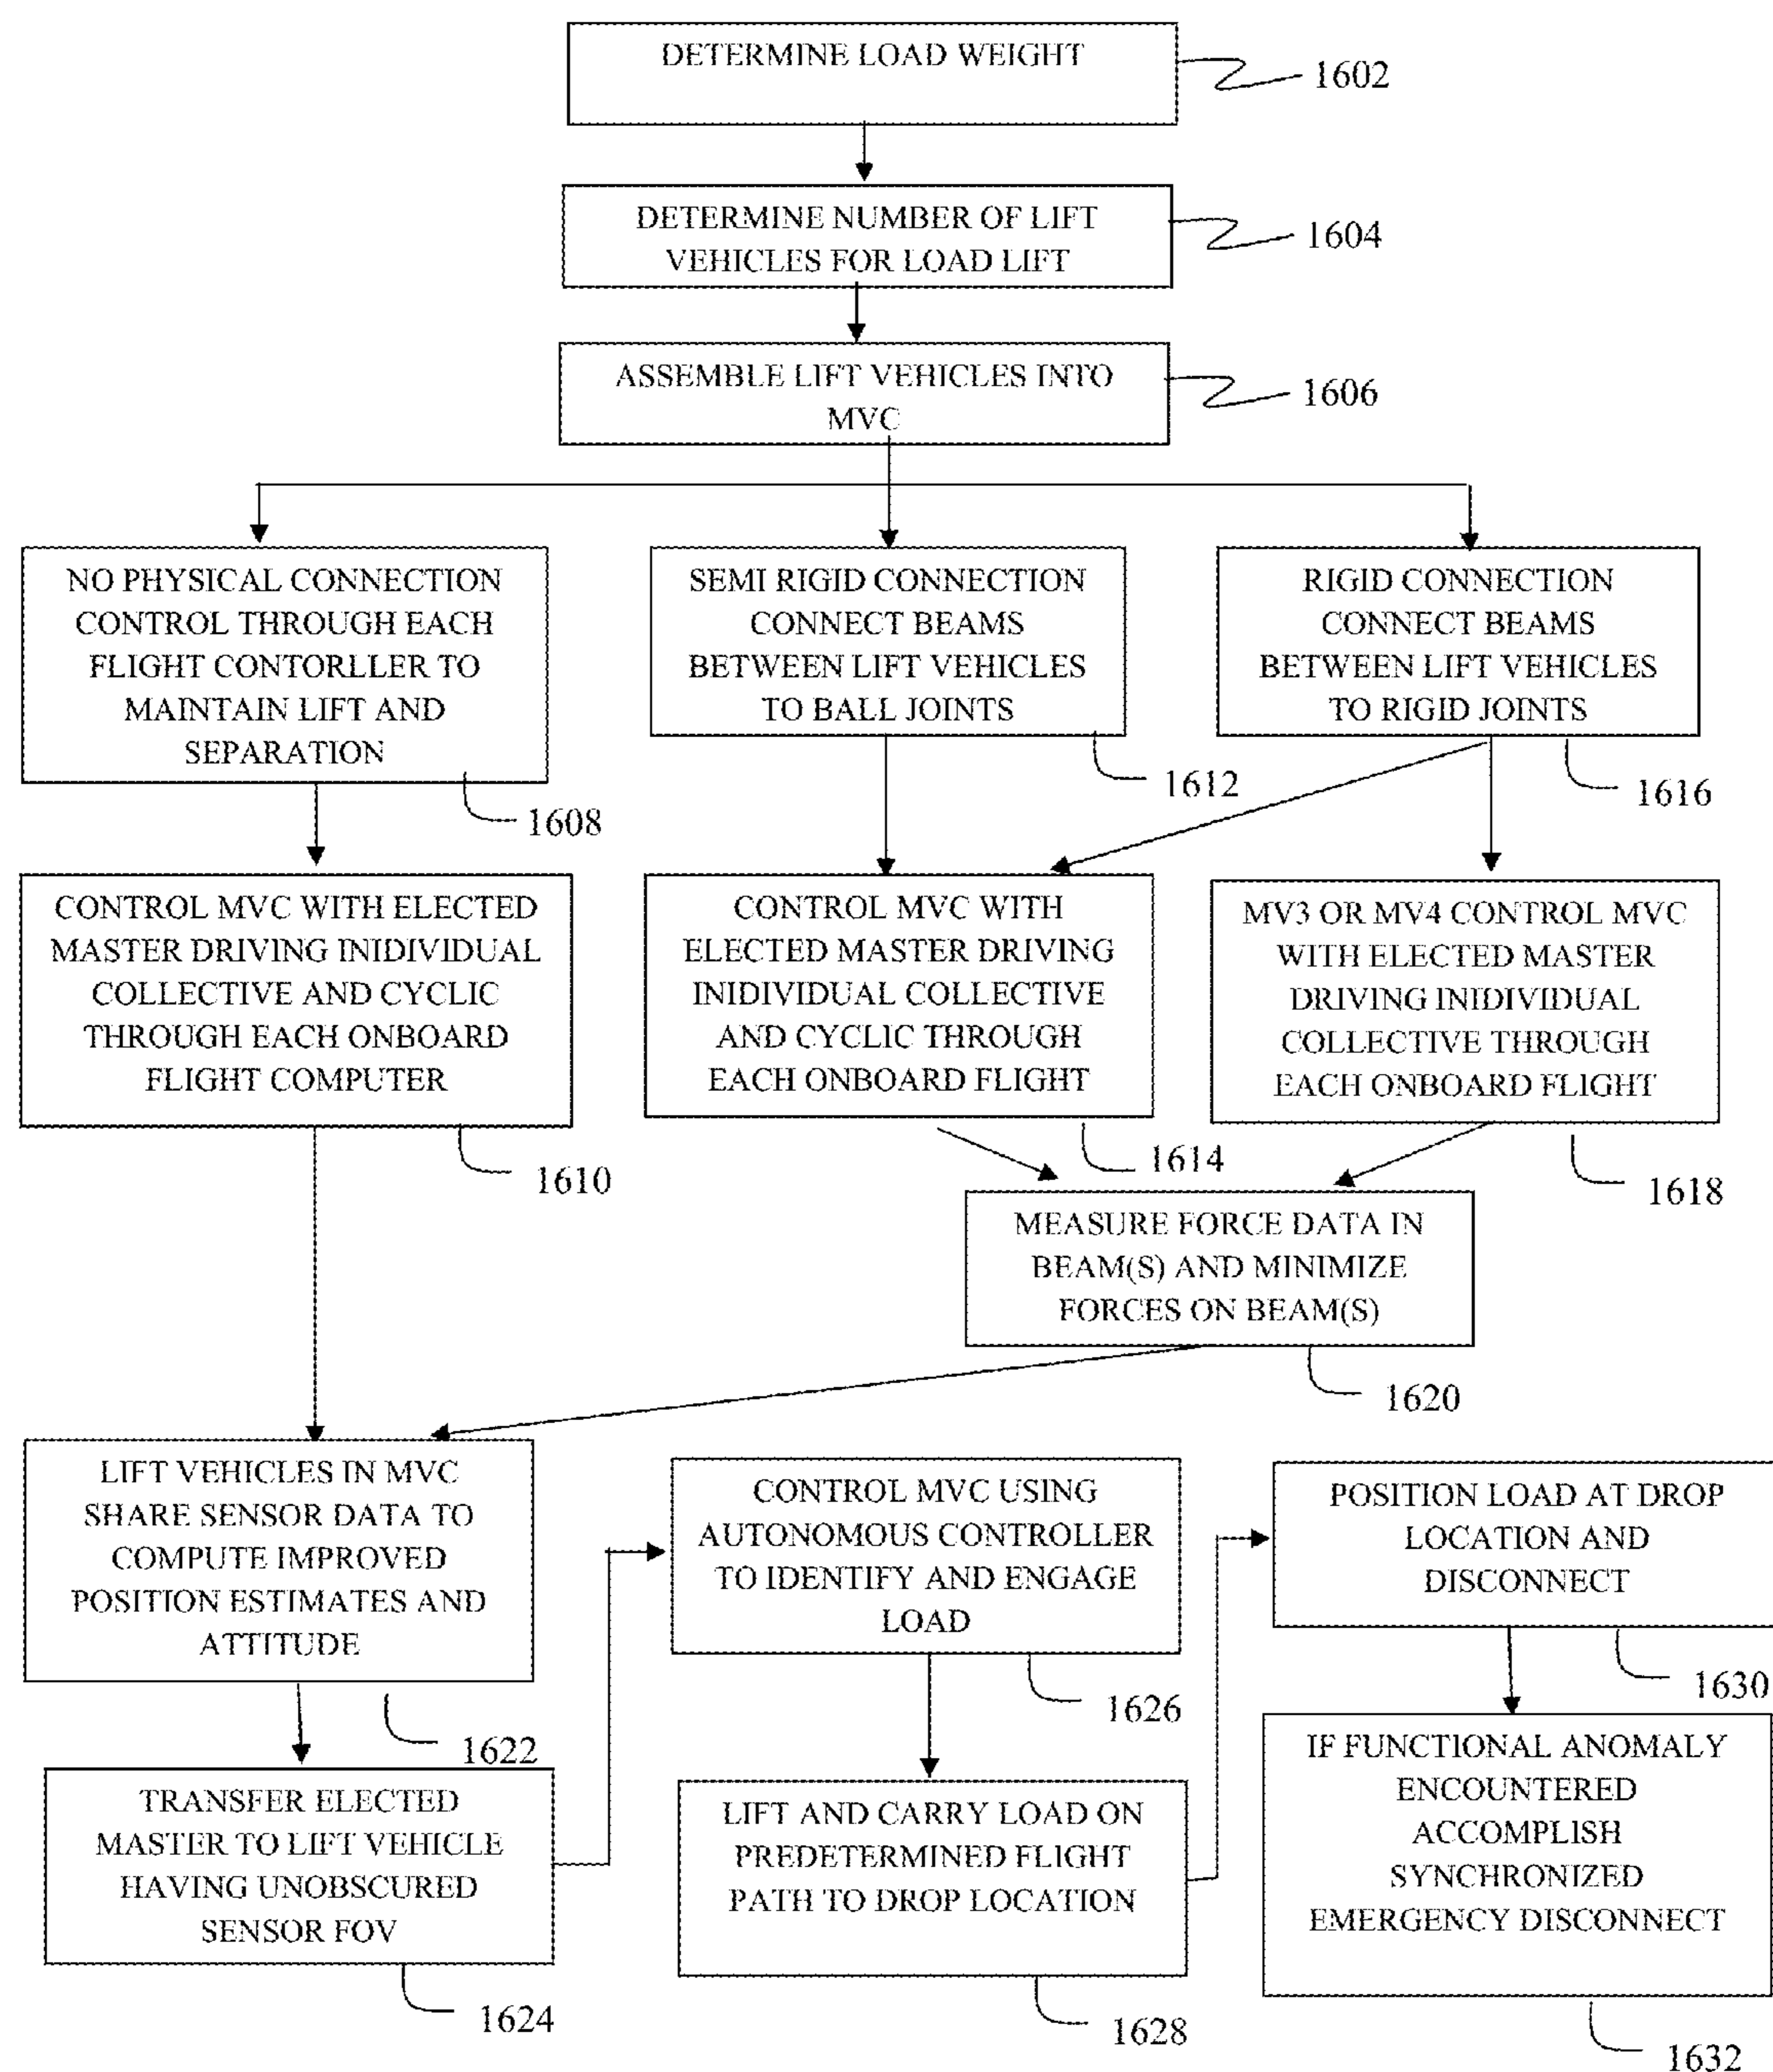 DETERMINE LOAD WEIGHT
1602
DETERMINE NUMBER OF LIFT
VEHICLES FOR LOAD LIFT
1604
ASSEMBLE LIFT VEHICLES INTO
MVC
1606
NO PHYSICAL CONNECTION
CONTROL THROUGH EACH
FLIGHT CONTORLLER TO
MAINTAIN LIFT AND
SEPARATION
1608
SEMI RIGID CONNECTION
CONNECT BEAMS
BETWEEN LIFT VEHICLES
TO BALL JOINTS
1612
RIGID CONNECTION
CONNECT BEAMS
BETWEEN LIFT VEHICLES
TO RIGID JOINTS
1616
CONTROL MVC WITH ELECTED
MASTER DRIVING INIDIVIDUAL
COLLECTIVE AND CYCLIC
THROUGH EACH ONBOARD
FLIGHT COMPUTER
1610
CONTROL MVC WITH
ELECTED MASTER DRIVING
INIDIVIDUAL COLLECTIVE
AND CYCLIC THROUGH
EACH ONBOARD FLIGHT
1614
MV3 OR MV4 CONTROL MVC
WITH ELECTED MASTER
DRIVING INIDIVIDUAL
COLLECTIVE THROUGH
EACH ONBOARD FLIGHT
1618
MEASURE FORCE DATA IN
BEAM(S) AND MINIMIZE
FORCES ON BEAM(S)
1620
LIFT VEHICLES IN MVC
SHARE SENSOR DATA TO
COMPUTE IMPROVED
POSITION ESTIMATES AND
ATTITUDE
1622
TRANSFER ELECTED
MASTER TO LIFT VEHICLE
HAVING UNOBSCURED
SENSOR FOV
1624
CONTROL MVC USING
AUTONOMOUS CONTROLLER
TO IDENTIFY AND ENGAGE
LOAD
1626
LIFT AND CARRY LOAD ON
PREDETERMINED FLIGHT
PATH TO DROP LOCATION
1628
POSITION LOAD AT DROP
LOCATION AND
DISCONNECT
1630
IF FUNCTIONAL ANOMALY
ENCOUNTERED
ACCOMPLISH
SYNCHRONIZED
EMERGENCY DISCONNECT
1632